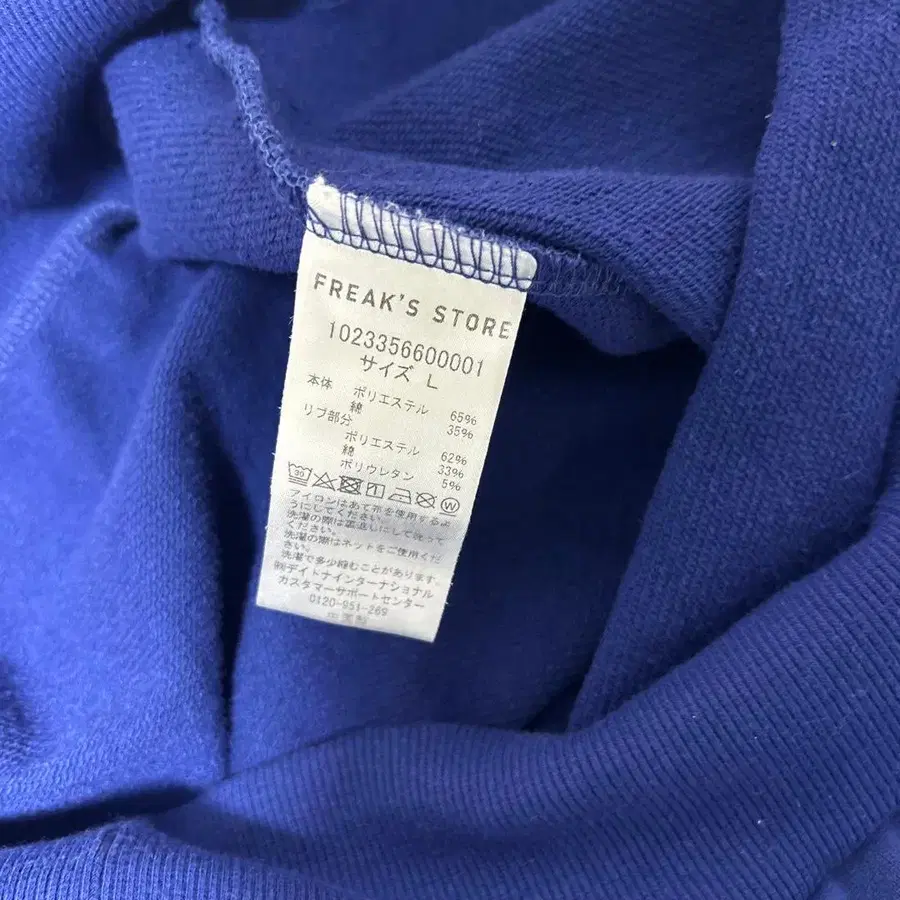 FREAK'S STORE
1023356600001
サイズ L
本体 ポリエステル 65%
綿 35%
リブ部分
ポリエステル 62%
綿 33%
ポリウレタン 5%
30 1 W
アイロンはあて布を使用するよ
うにしてください。
洗濯の際は裏返しにして洗って
ください。
洗濯の際はネットをご使用くだ
さい。
洗濯で多少縮むことがあります。
㈱デイトナインターナショナル
カスタマーサポートセンター
0120-951-269